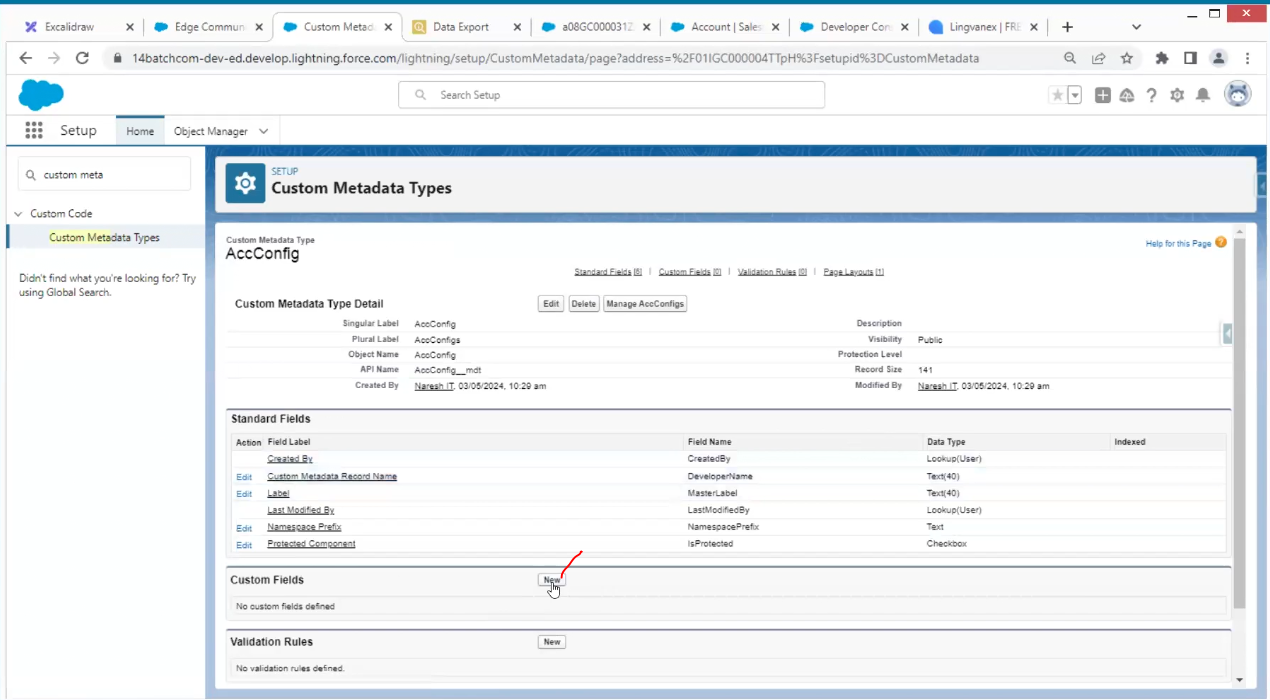 Excalidraw
Edge Commun
Custom Metad
Data Export
a08GC000031Z
Account | Sales
Developer Con
Lingvanex | FRE
14batchcom-dev-ed.develop.lightning.force.com/lightning/setup/CustomMetadata/page?address=%2F01IGC000004TTpH%3Fsetupid%3DCustomMetadata
Search Setup
Setup Home Object Manager
custom meta
Custom Code
Custom Metadata Types
Didn't find what you're looking for? Try
using Global Search.
SETUP
Custom Metadata Types
Custom Metadata Type
AccConfig
Help for this Page
Standard Fields [6] | Custom Fields [0] | Validation Rules [0] | Page Layouts [1]
Custom Metadata Type Detail Edit Delete Manage AccConfigs
Singular Label AccConfig Description
Plural Label AccConfigs Visibility Public
Object Name AccConfig Protection Level
API Name AccConfig__mdt Record Size 141
Created By Naresh IT, 03/05/2024, 10:29 am Modified By Naresh IT, 03/05/2024, 10:29 am
Standard Fields
Action Field Label Field Name Data Type Indexed
Created By CreatedBy Lookup(User)
Edit Custom Metadata Record Name DeveloperName Text(40)
Edit Label MasterLabel Text(40)
Last Modified By LastModifiedBy Lookup(User)
Edit Namespace Prefix NamespacePrefix Text
Edit Protected Component IsProtected Checkbox
Custom Fields New
No custom fields defined
Validation Rules New
No validation rules defined.